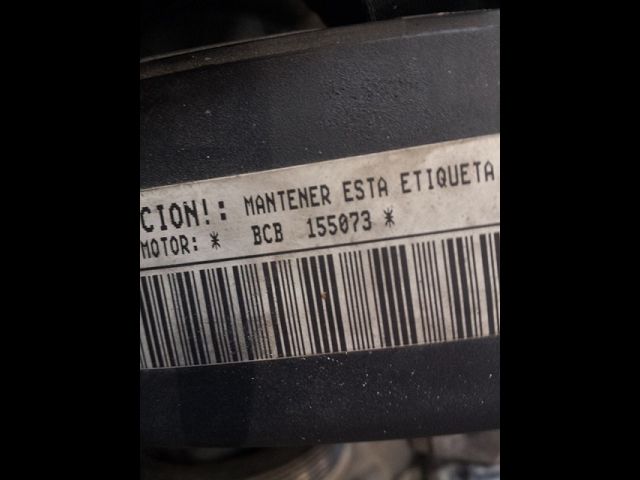 CION!: MANTENER ESTA ETIQUETA
MOTOR: * BCB 155073 *